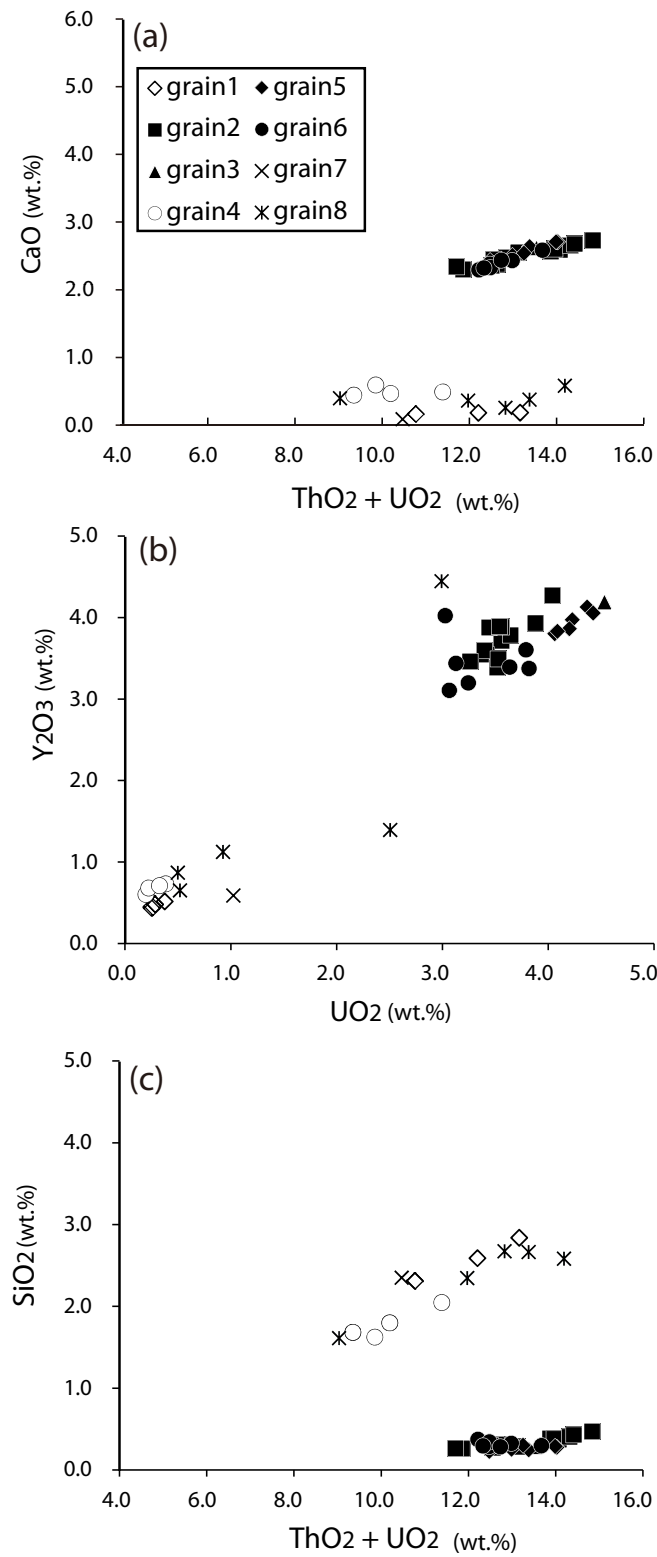 (a)
6.0
5.0
4.0
3.0
2.0
1.0
0.0
CaO (wt.%)
grain1 grain5
grain2 grain6
grain3 grain7
grain4 grain8
4.0 6.0 8.0 10.0 12.0 14.0 16.0
ThO2 + UO2 (wt.%)
(b)
5.0
4.0
3.0
2.0
1.0
0.0
Y2O3 (wt.%)
0.0 1.0 2.0 3.0 4.0 5.0
UO2 (wt.%)
(c)
5.0
4.0
3.0
2.0
1.0
0.0
SiO2 (wt.%)
4.0 6.0 8.0 10.0 12.0 14.0 16.0
ThO2 + UO2 (wt.%)